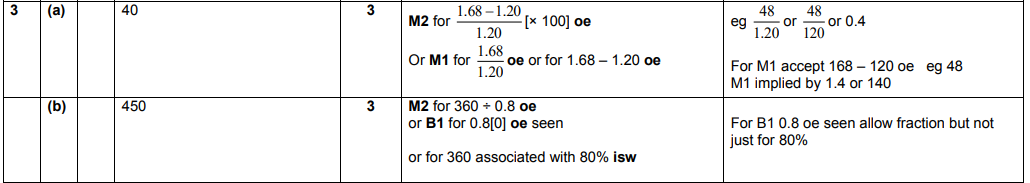 3 (a) 40 3 M2 for (1.68 – 1.20)/1.20 [× 100] oe eg 48/1.20 or 48/120 or 0.4
Or M1 for 1.68/1.20 oe or for 1.68 – 1.20 oe
For M1 accept 168 – 120 oe eg 48
M1 implied by 1.4 or 140
(b) 450 3 M2 for 360 ÷ 0.8 oe
or B1 for 0.8[0] oe seen
or for 360 associated with 80% isw
For B1 0.8 oe seen allow fraction but not
just for 80%